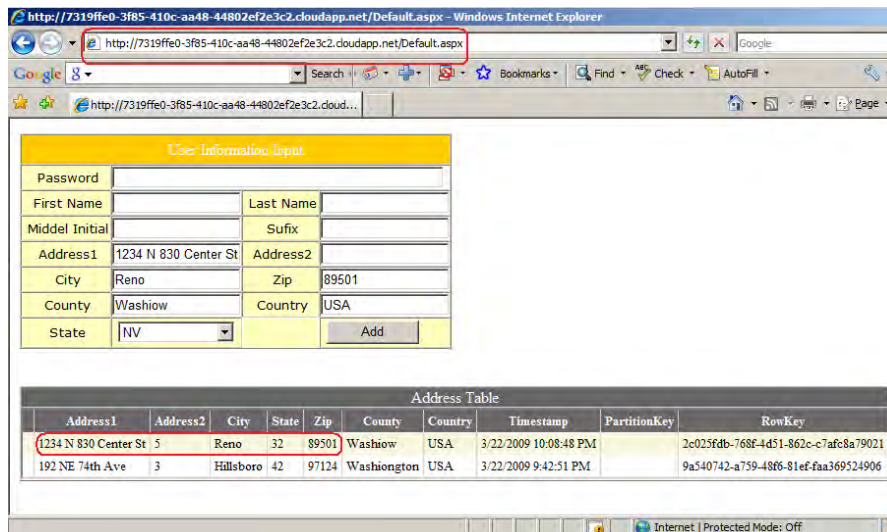 http://7319ffe0-3f85-410c-aa48-44802ef2e3c2.cloudapp.net/Default.aspx - Windows Internet Explorer
http://7319ffe0-3f85-410c-aa48-44802ef2e3c2.cloudapp.net/Default.aspx Google
Google Search Bookmarks Find Check AutoFill
http://7319ffe0-3f85-410c-aa48-44802ef2e3c2.cloud... Page
User Information Input
Password
First Name Last Name
Middel Initial Sufix
Address1 1234 N 830 Center St Address2
City Reno Zip 89501
County Washiow Country USA
State NV Add
Address Table
Address1 Address2 City State Zip County Country Timestamp PartitionKey RowKey
1234 N 830 Center St 5 Reno 32 89501 Washiow USA 3/22/2009 10:08:48 PM 2c025fdb-768f-4d51-862c-c7afc8a79021
192 NE 74th Ave 3 Hillsboro 42 97124 Washiongton USA 3/22/2009 9:42:51 PM 9a540742-a759-48f6-81ef-faa369524906
Internet | Protected Mode: Off